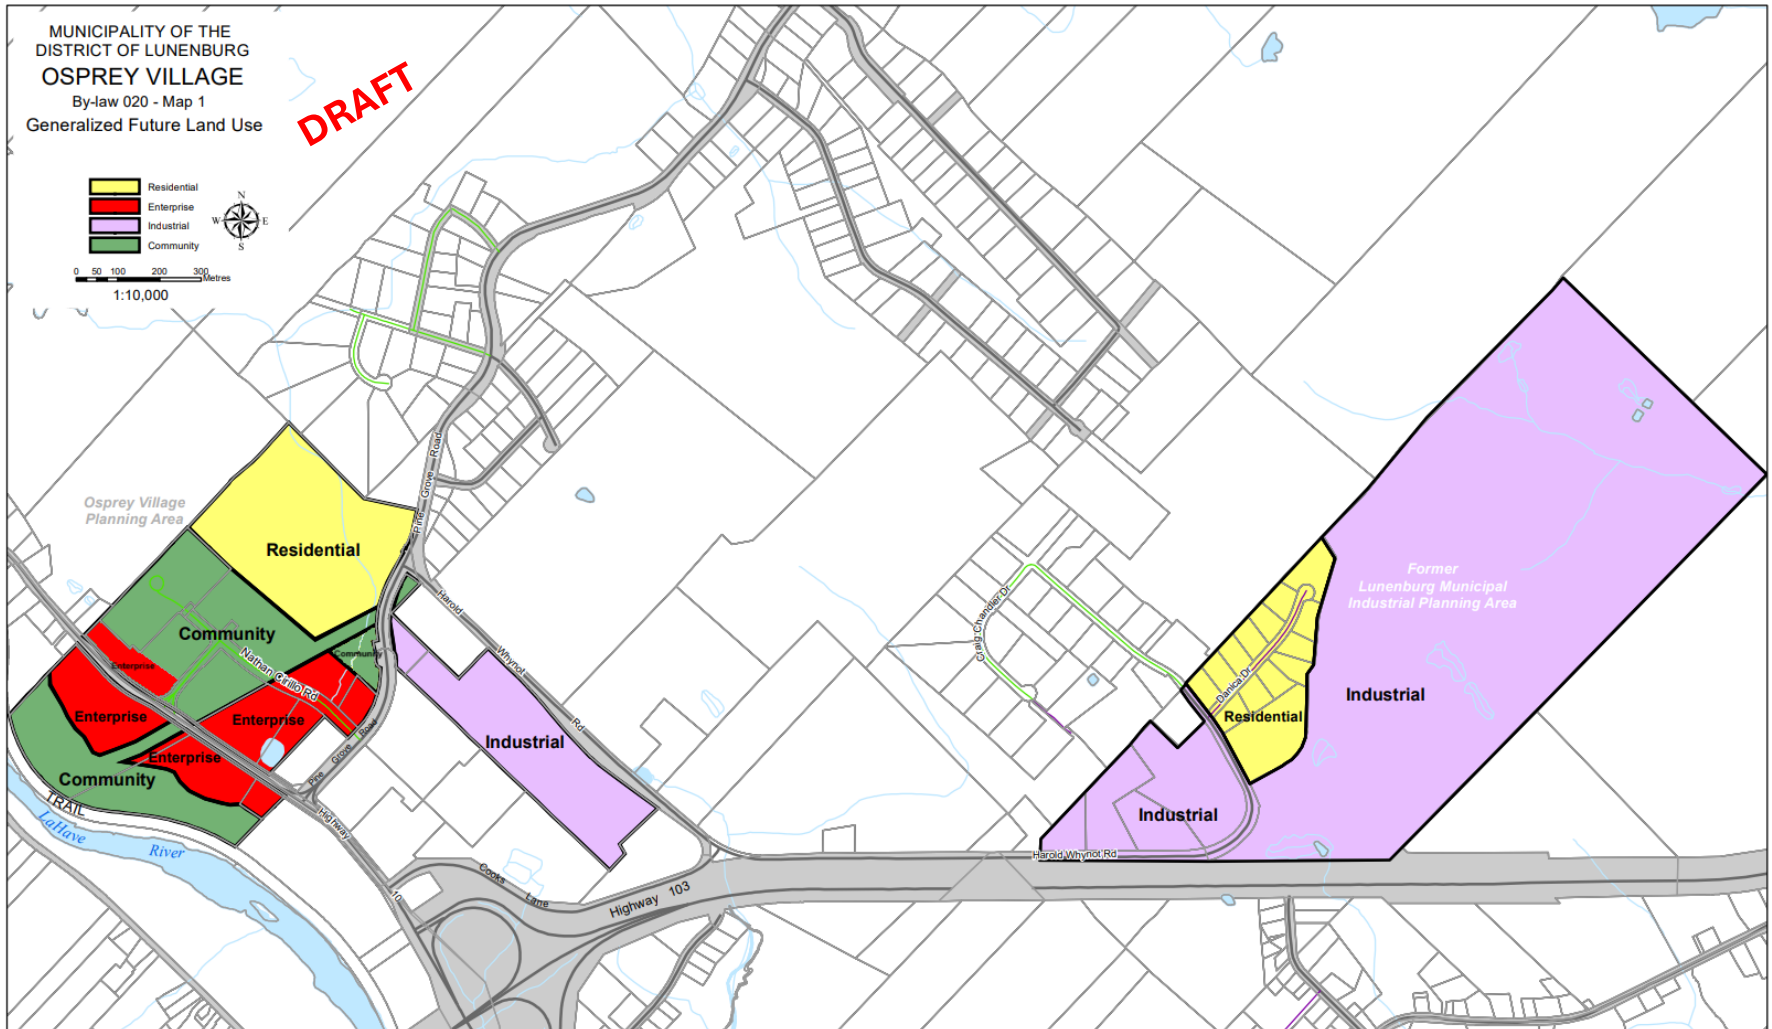 MUNICIPALITY OF THE
DISTRICT OF LUNENBURG
OSPREY VILLAGE
By-law 020 - Map 1
Generalized Future Land Use
DRAFT
Residential
Enterprise
Industrial
Community
N
W
E
S
0 50 100 200 300 Metres
1:10,000
Osprey Village
Planning Area
Residential
Pine Grove Road
Harold Whynot Rd
Community
Community
Nathan Cirillo Rd
Enterprise
Enterprise
Enterprise
Enterprise
Community
Pine Grove Road
TRAIL
LaHave River
Highway 10
Industrial
Cooks Lane
Highway 103
Craig Chandler Dr
Danica Dr
Residential
Former
Lunenburg Municipal
Industrial Planning Area
Industrial
Industrial
Harold Whynot Rd